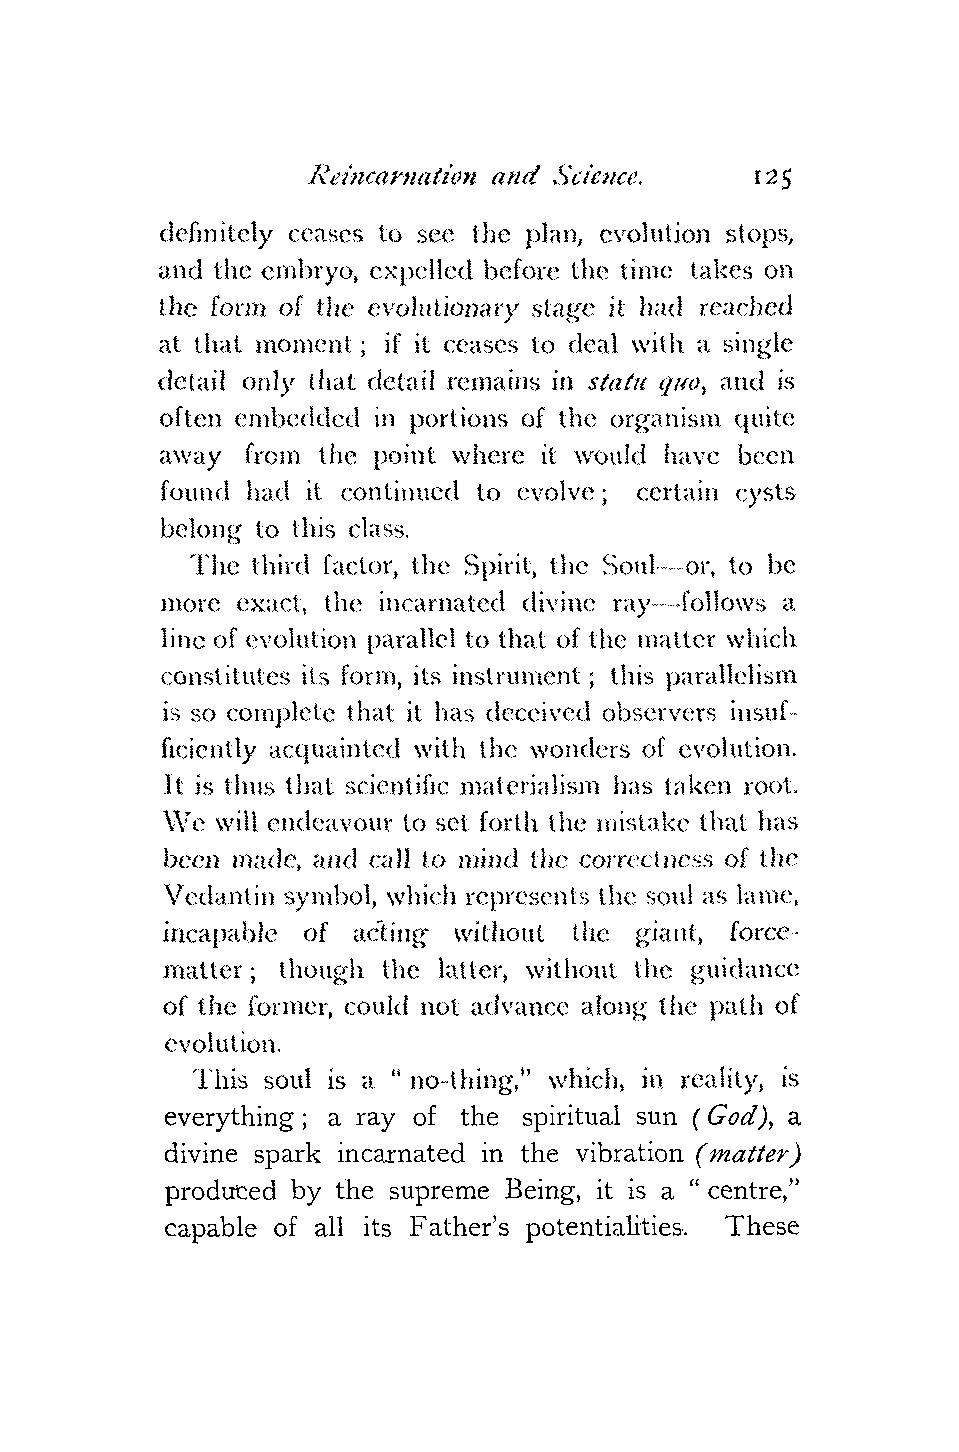 Reincarnation and Science. 125
definitely ceases to see the plan, evolution stops,
and the embryo, expelled before the time takes on
the form of the evolutionary stage it had reached
at that moment ; if it ceases to deal with a single
detail only that detail remains in statu quo, and is
often embedded in portions of the organism quite
away from the point where it would have been
found had it continued to evolve ; certain cysts
belong to this class.
The third factor, the Spirit, the Soul—or, to be
more exact, the incarnated divine ray—follows a
line of evolution parallel to that of the matter which
constitutes its form, its instrument ; this parallelism
is so complete that it has deceived observers insuf-
ficiently acquainted with the wonders of evolution.
It is thus that scientific materialism has taken root.
We will endeavour to set forth the mistake that has
been made, and call to mind the correctness of the
Vedantin symbol, which represents the soul as lame,
incapable of acting without the giant, force-
matter ; though the latter, without the guidance
of the former, could not advance along the path of
evolution.
This soul is a " no-thing," which, in reality, is
everything ; a ray of the spiritual sun (God), a
divine spark incarnated in the vibration (matter)
produced by the supreme Being, it is a " centre,"
capable of all its Father's potentialities. These